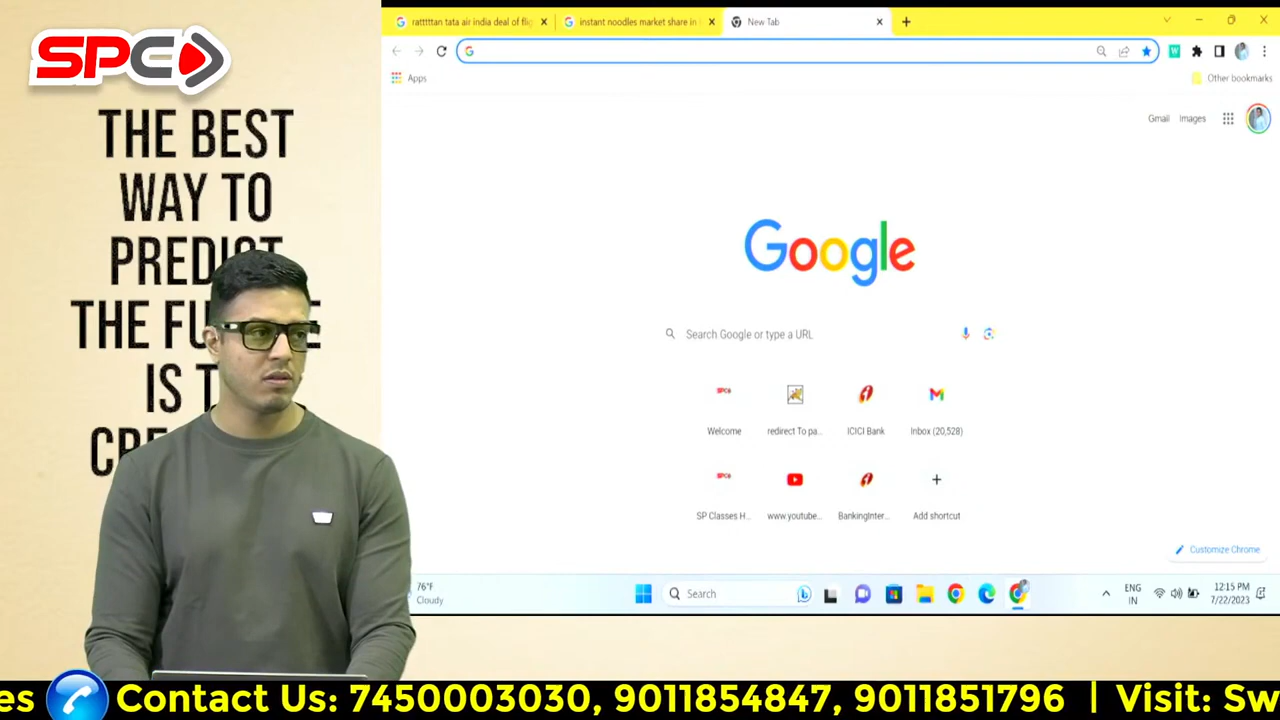 SPC
THE BEST
WAY TO
PREDICT
THE FU E
IS T
CRE
rattttan tata air india deal of flig
instant noodles market share in
New Tab
Apps
Other bookmarks
Gmail
Images
Google
Search Google or type a URL
Welcome
redirect To pa...
ICICI Bank
Inbox (20,528)
SP Classes H...
www.youtube...
BankingInter...
Add shortcut
Customize Chrome
76°F
Cloudy
Search
ENG
IN
12:15 PM
7/22/2023
es Contact Us: 7450003030, 9011854847, 9011851796 | Visit: Sw